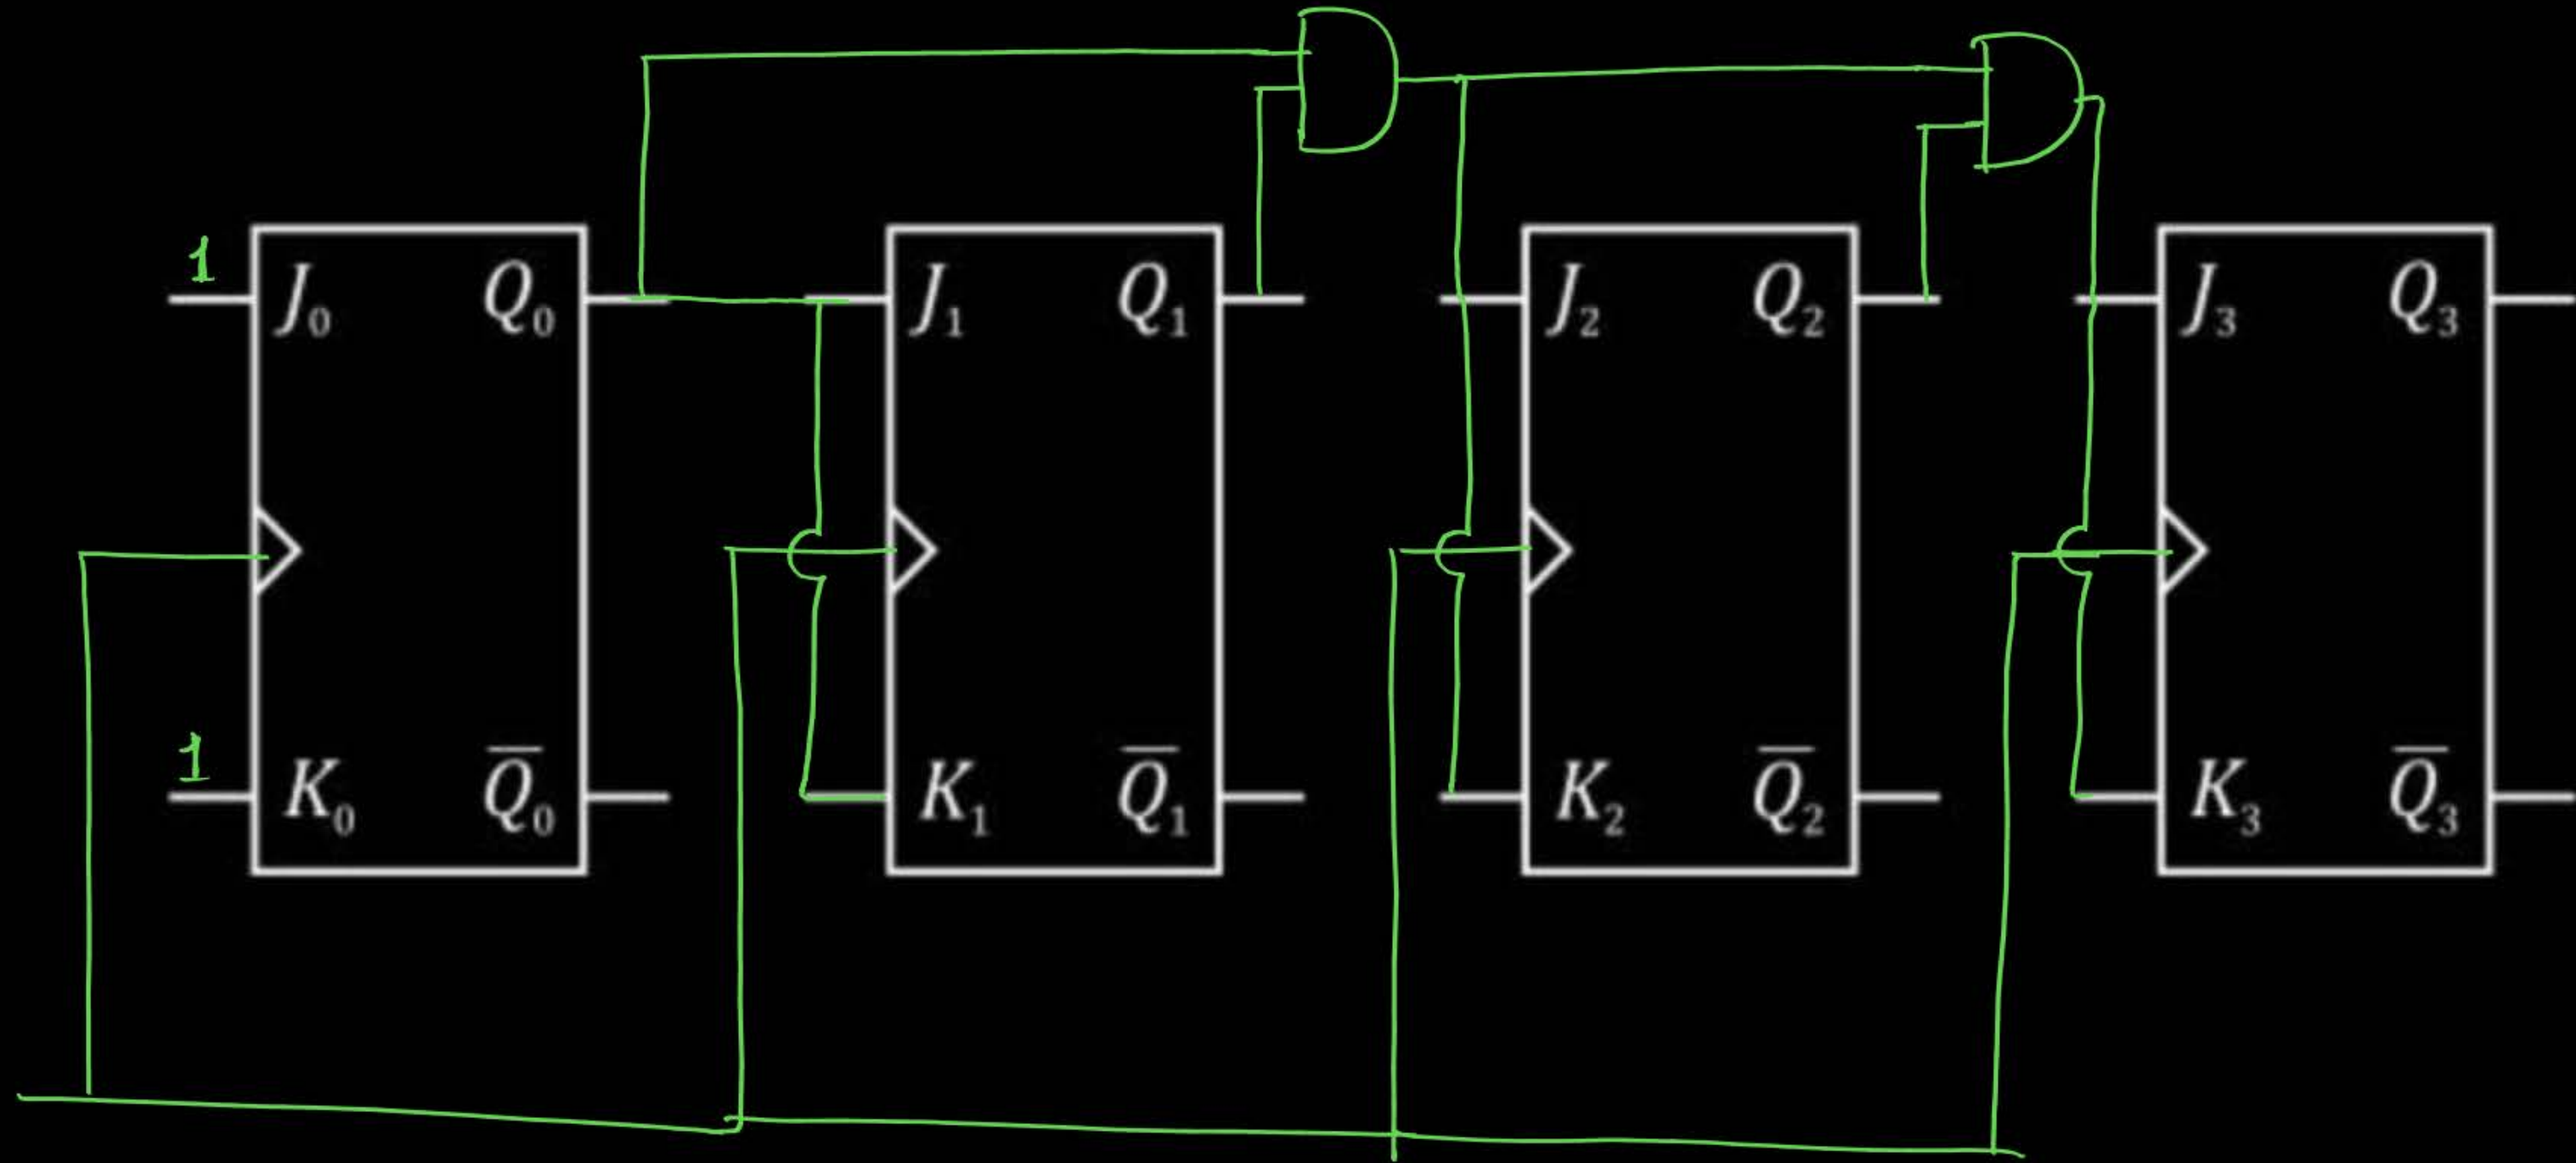 1
J₀ Q₀ J₁ Q₁ J₂ Q₂ J₃ Q₃
1
K₀ Q̅₀ K₁ Q̅₁ K₂ Q̅₂ K₃ Q̅₃